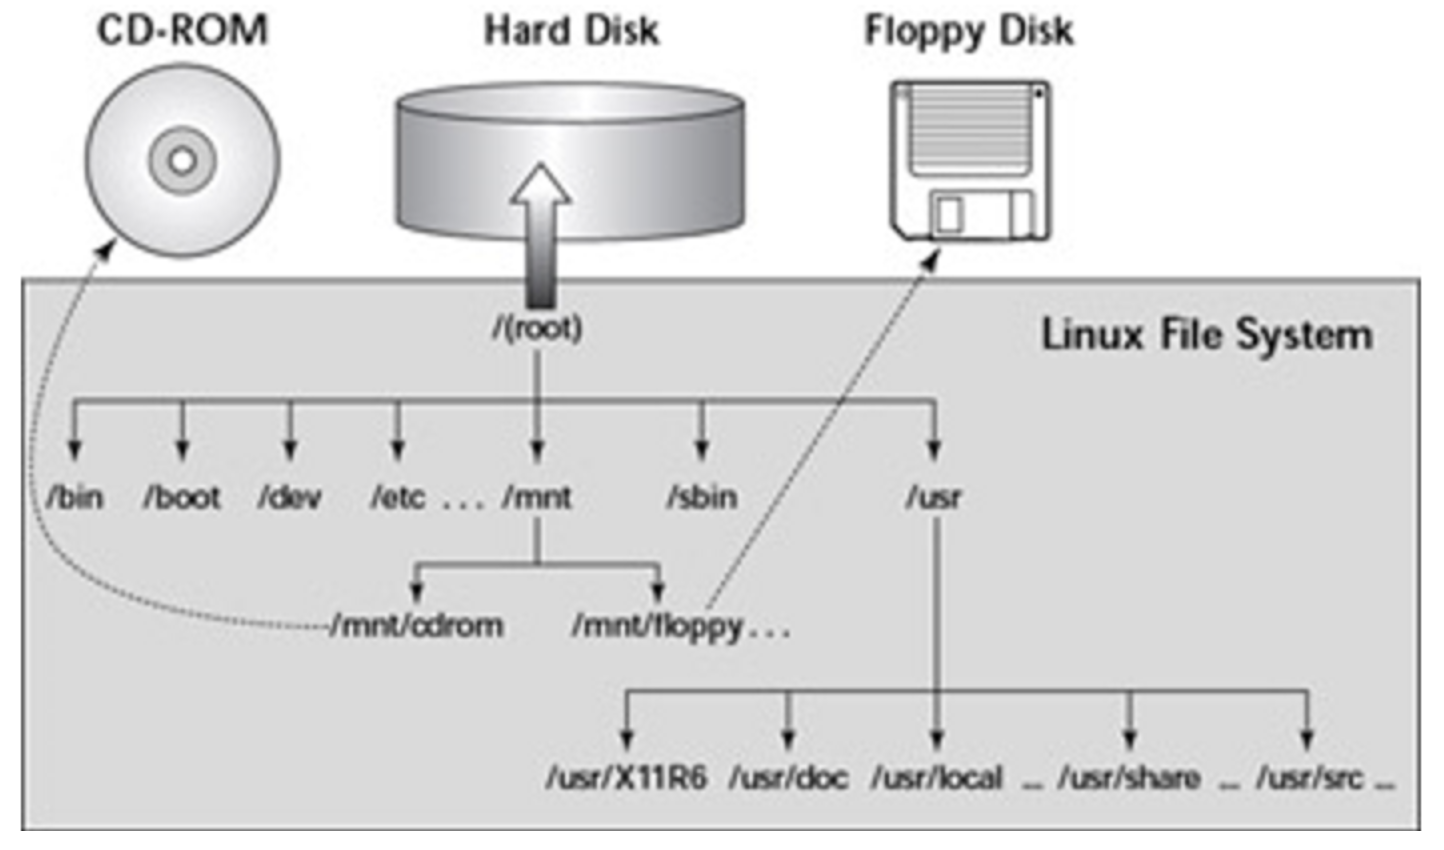 CD-ROM Hard Disk Floppy Disk
/(root)
Linux File System
/bin /boot /dev /etc ... /mnt /sbin /usr
/mnt/cdrom /mnt/floppy...
/usr/X11R6 /usr/doc /usr/local ... /usr/share ... /usr/src ...